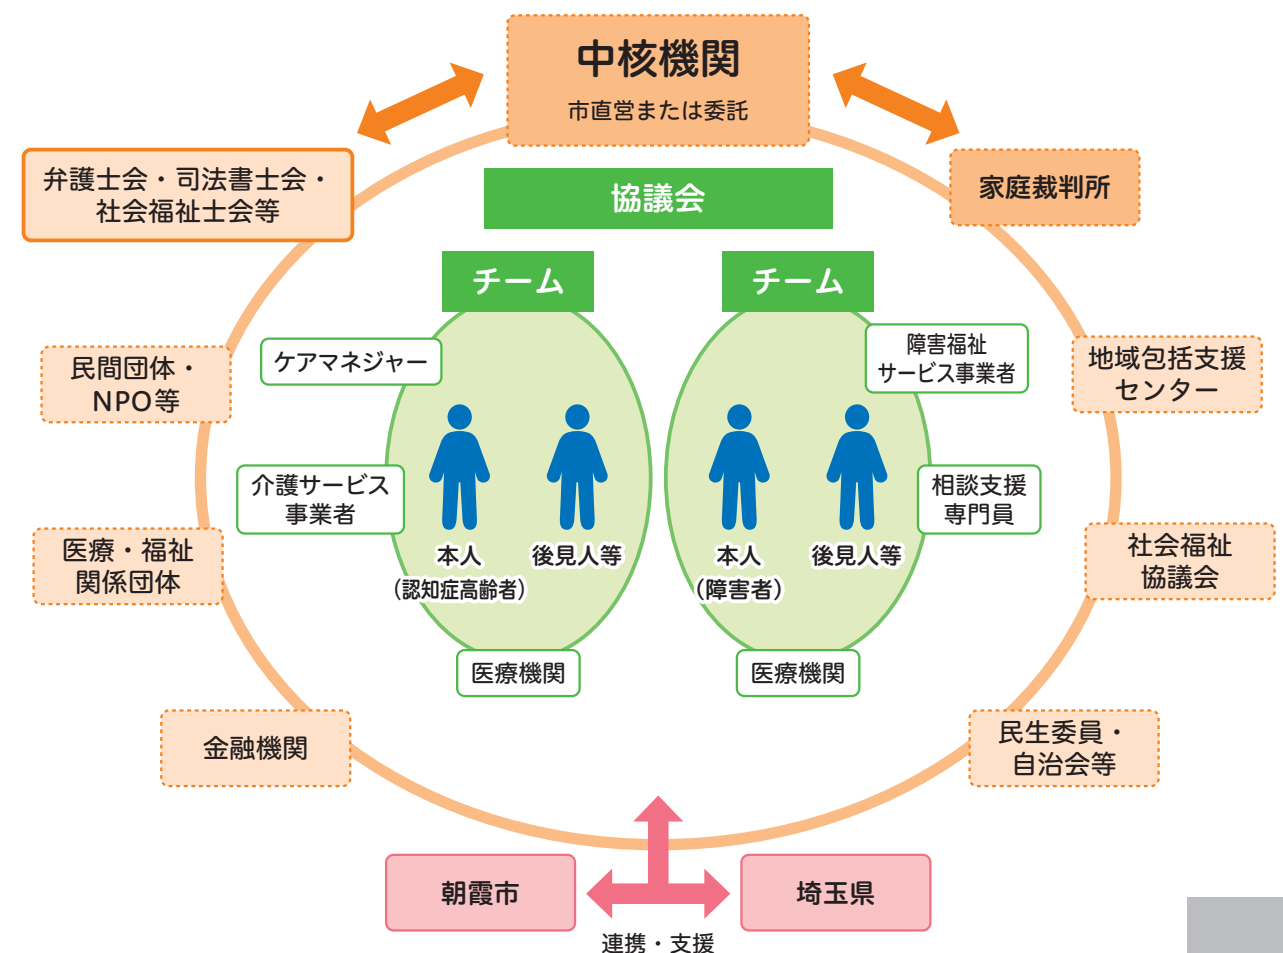 中核機関
市直営または委託
弁護士会・司法書士会・
社会福祉士会等
家庭裁判所
協議会
チーム
チーム
民間団体・
NPO等
ケアマネジャー
障害福祉
サービス事業者
地域包括支援
センター
介護サービス
事業者
相談支援
専門員
医療・福祉
関係団体
本人
（認知症高齢者）
後見人等
本人
（障害者）
後見人等
社会福祉
協議会
医療機関
医療機関
金融機関
民生委員・
自治会等
朝霞市
埼玉県
連携・支援